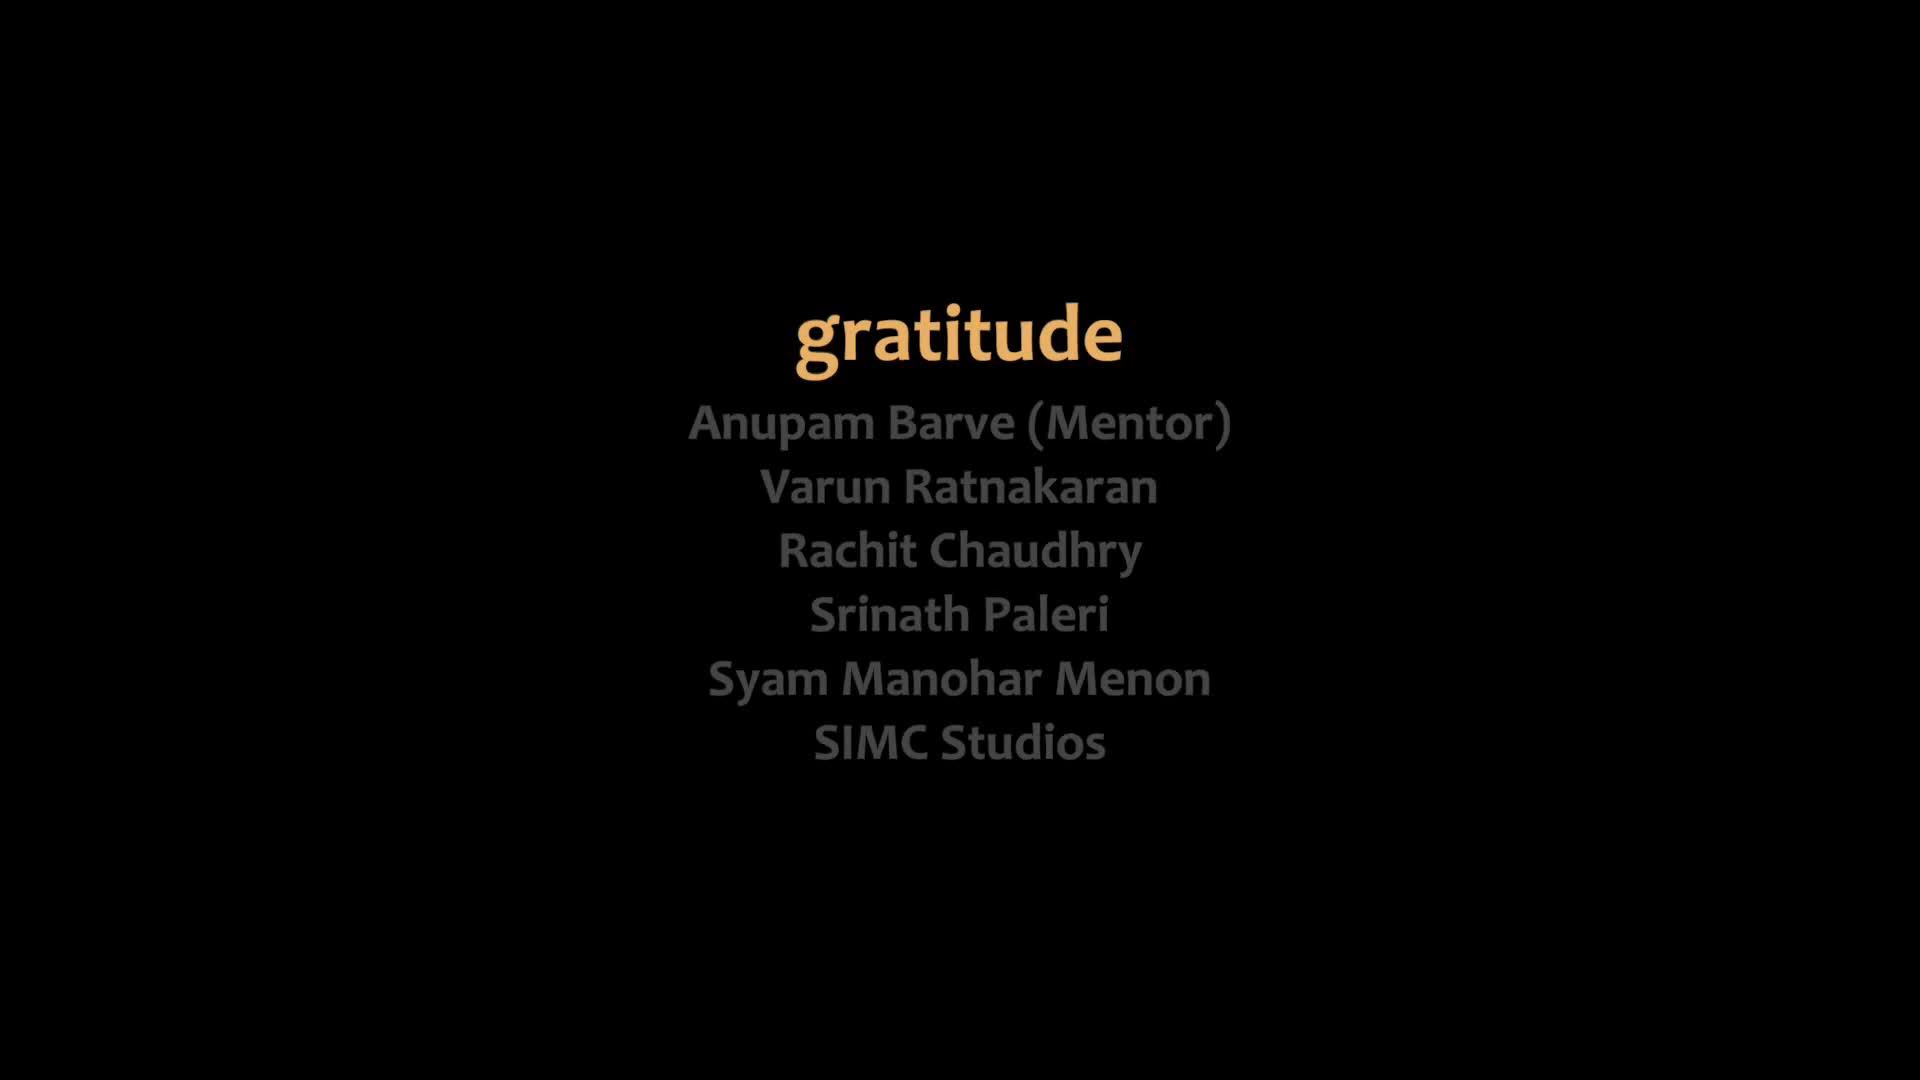 gratitude
Anupam Barve (Mentor)
Varun Ratnakaran
Rachit Chaudhry
Srinath Paleri
Syam Manohar Menon
SIMC Studios